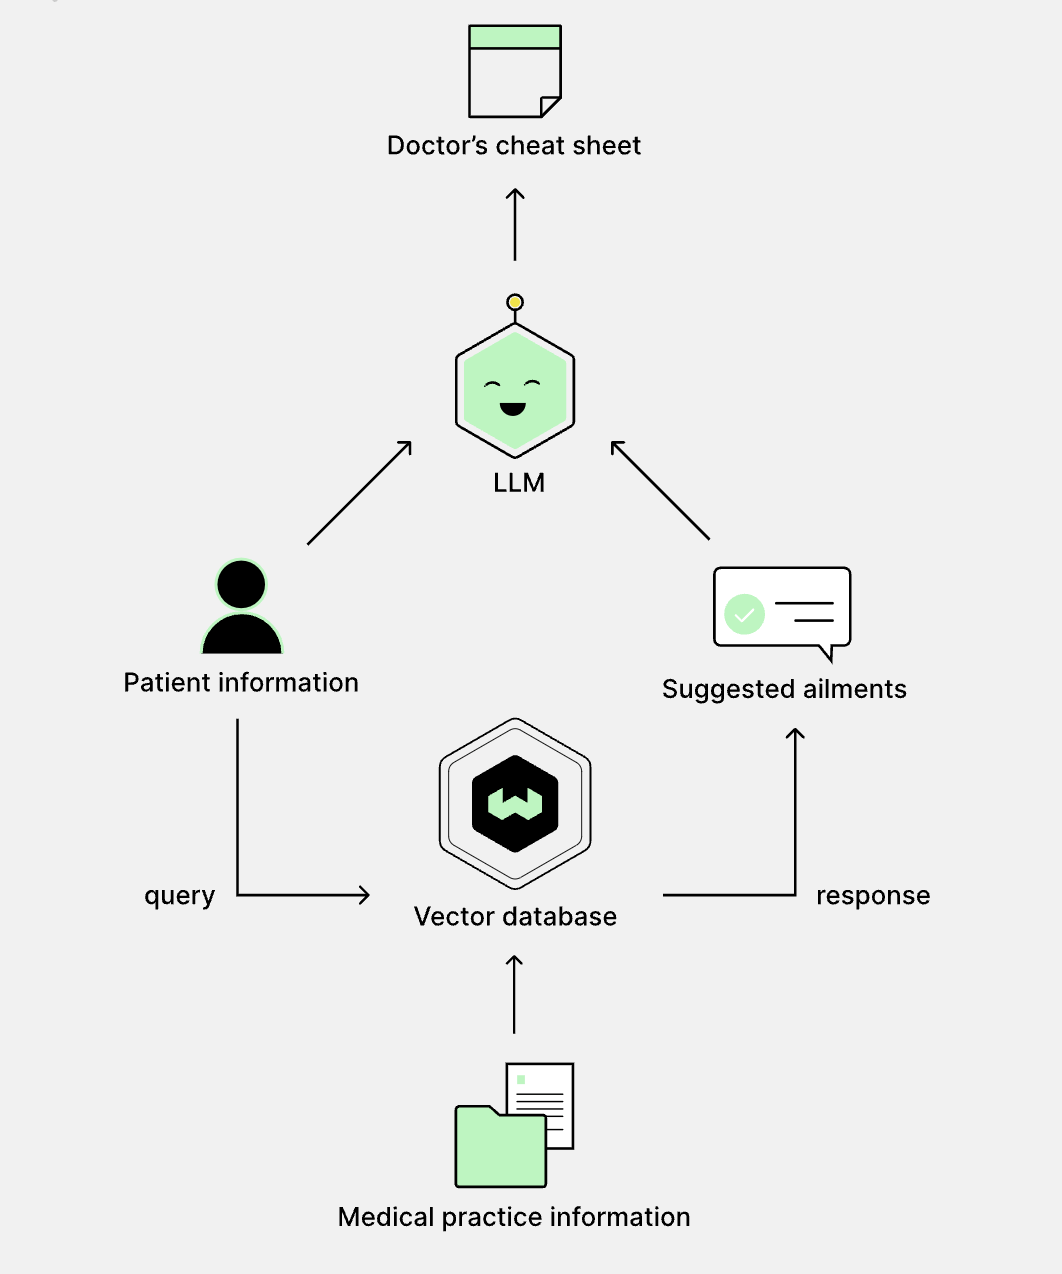 Doctor’s cheat sheet
LLM
Patient information
Suggested ailments
query
Vector database
response
Medical practice information